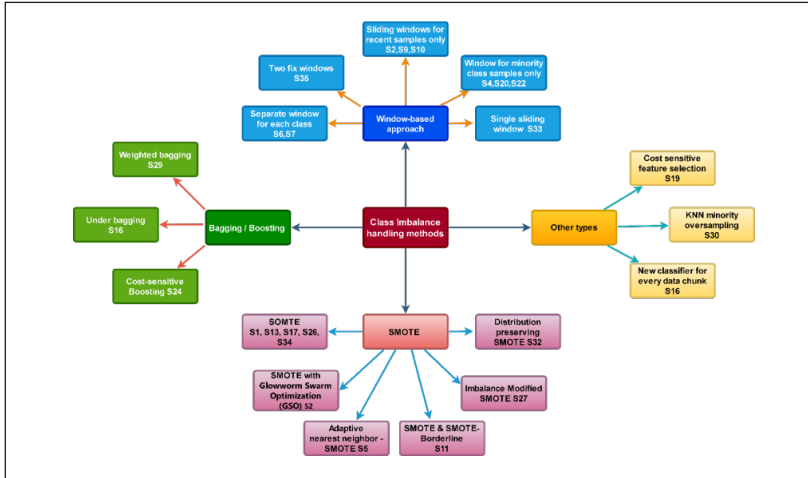 Sliding windows for
recent samples only
S2,S9,S10
Two fix windows
S35
Window for minority
class samples only
S4,S20,S22
Separate window
for each class
S6,S7
Window-based
approach
Single sliding
window S33
Weighted bagging
S29
Under bagging
S16
Cost-sensitive
Boosting S24
Bagging / Boosting
Class Imbalance
handling methods
Other types
Cost sensitive
feature selection
S19
KNN minority
oversampling
S30
New classifier for
every data chunk
S16
SOMTE
S1, S13, S17, S26,
S34
SMOTE
Distribution
preserving
SMOTE S32
SMOTE with
Glowworm Swarm
Optimization
(GSO) S2
Imbalance Modified
SMOTE S27
Adaptive
nearest neighbor -
SMOTE S5
SMOTE & SMOTE-
Borderline
S11